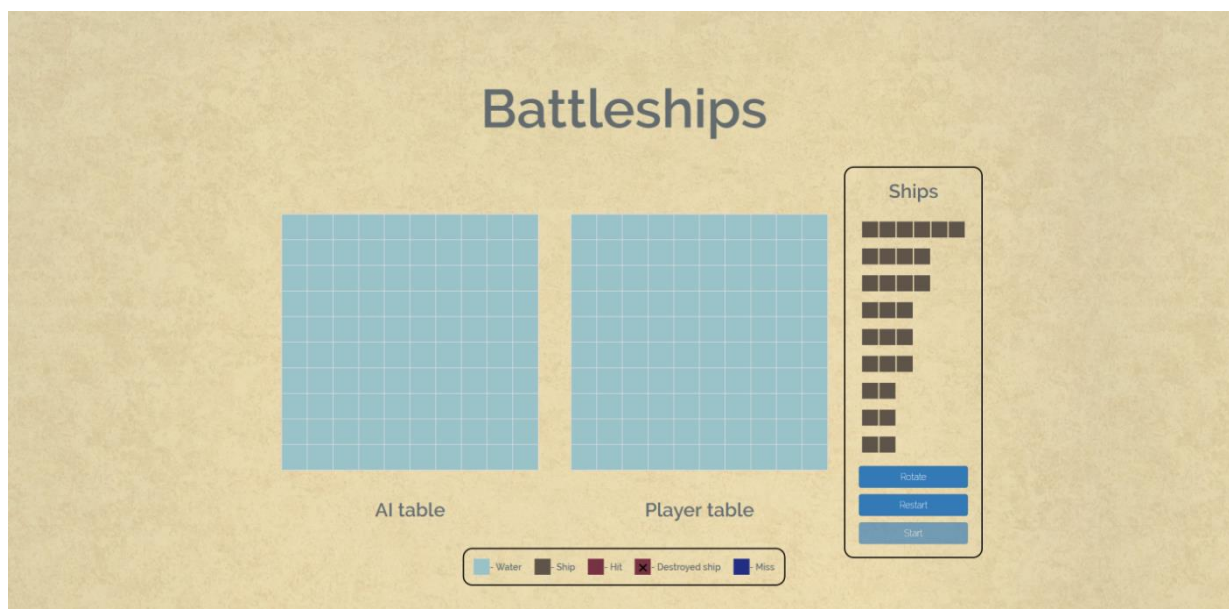 Battleships
Ships
Rotate
Restart
Start
AI table
Player table
- Water - Ship - Hit - Destroyed ship - Miss